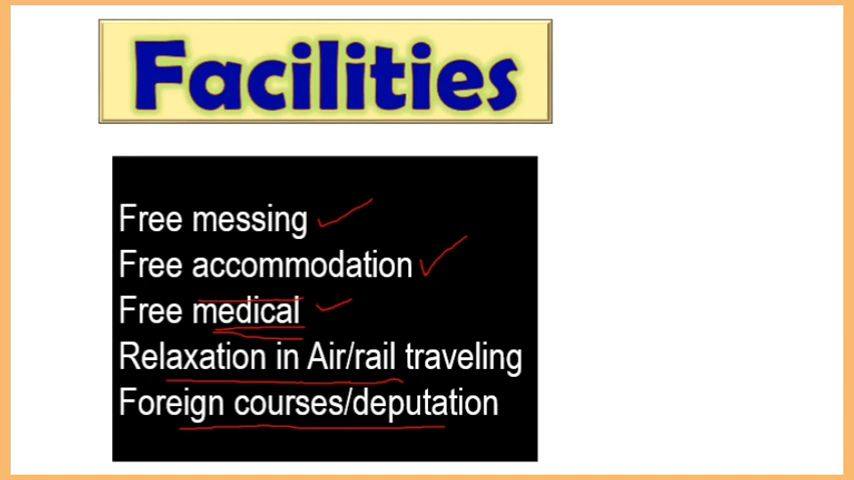 Facilities
Free messing
Free accommodation
Free medical
Relaxation in Air/rail traveling
Foreign courses/deputation